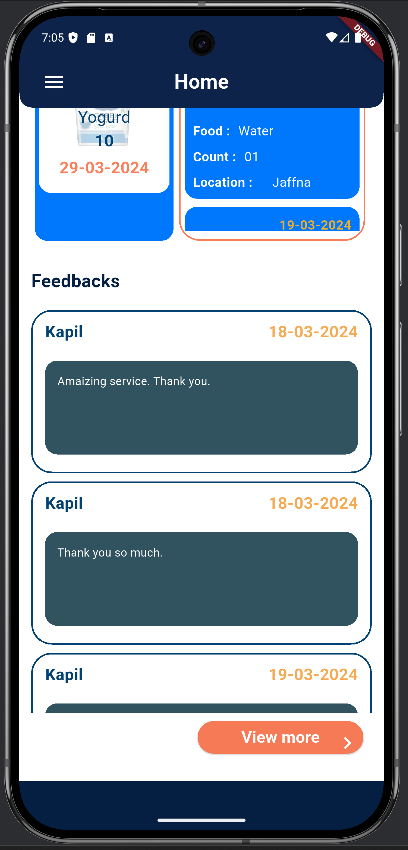 7:05
DEBUG
Home
Yogurd
10
29-03-2024
Food : Water
Count : 01
Location : Jaffna
19-03-2024
Feedbacks
Kapil 18-03-2024
Amaizing service. Thank you.
Kapil 18-03-2024
Thank you so much.
Kapil 19-03-2024
View more